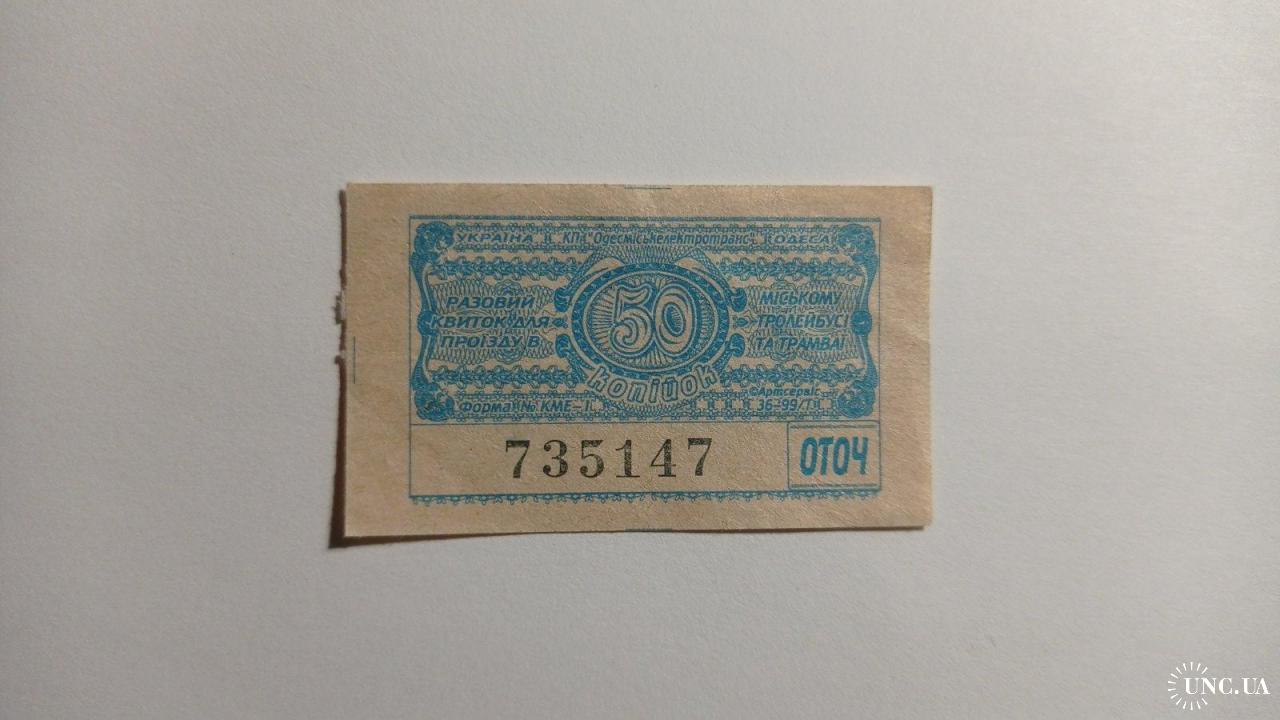 УКРАЇНА КП "Одесміськелектротранс" ОДЕСА
РАЗОВИЙ
КВИТОК ДЛЯ
ПРОЇЗДУ В
50
копійок
МІСЬКОМУ
ТРОЛЕЙБУСІ
ТА ТРАМВАЇ
Форма № КМЕ-1
©Артсервіс
36-99/Т
735147
ОТОЧ
UNC.UA